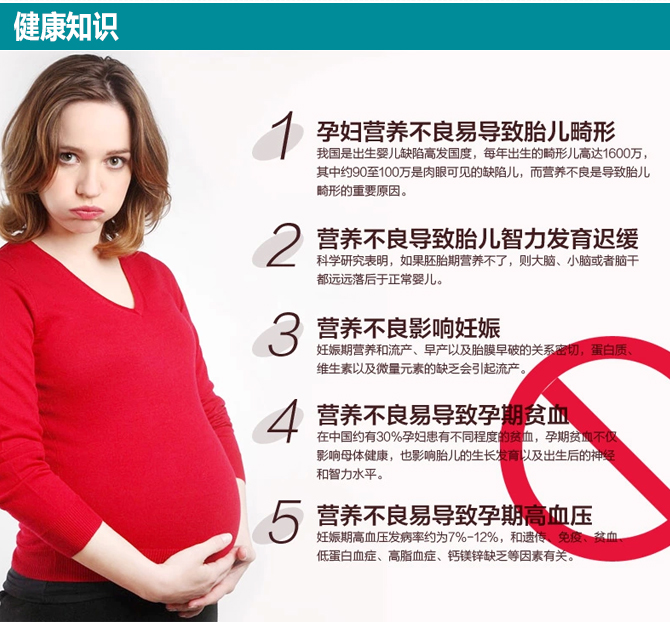 健康知识
1
孕妇营养不良易导致胎儿畸形
我国是出生婴儿缺陷高发国度，每年出生的畸形儿高达1600万，
其中约90至100万是肉眼可见的缺陷儿，而营养不良是导致胎儿
畸形的重要原因。
2
营养不良导致胎儿智力发育迟缓
科学研究表明，如果胚胎期营养不了，则大脑、小脑或者脑干
都远远落后于正常婴儿。
3
营养不良影响妊娠
妊娠期营养和流产、早产以及胎膜早破的关系密切，蛋白质、
维生素以及微量元素的缺乏会引起流产。
4
营养不良易导致孕期贫血
在中国约有30%孕妇患有不同程度的贫血，孕期贫血不仅
影响母体健康，也影响胎儿的生长发育以及出生后的神经
和智力水平。
5
营养不良易导致孕期高血压
妊娠期高血压发病率约为7%-12%，和遗传、免疫、贫血、
低蛋白血症、高脂血症、钙镁锌缺乏等因素有关。